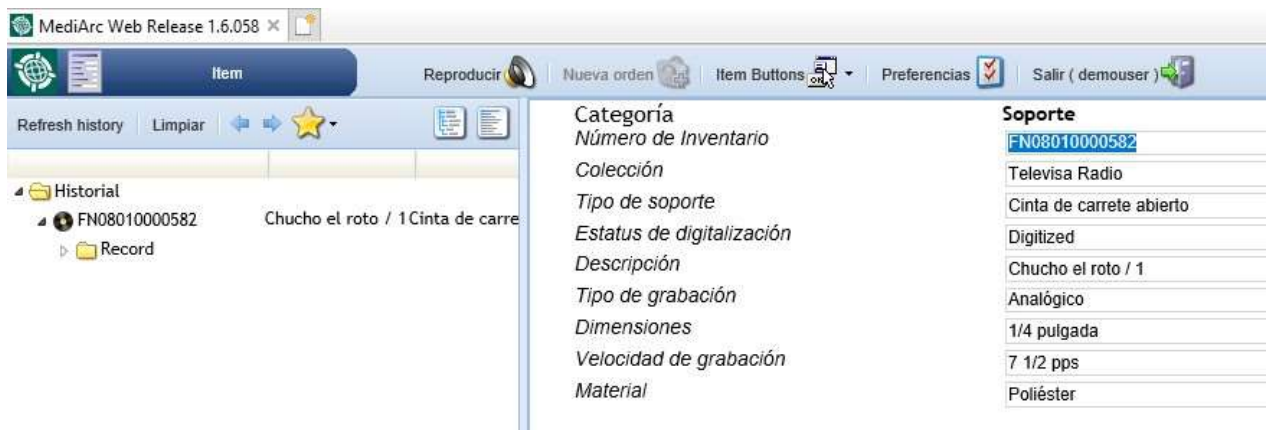 MediArc Web Release 1.6.058
Item
Reproducir
Nueva orden
Item Buttons
OK
Preferencias
Salir ( demouser )
Refresh history
Limpiar
Historial
FN08010000582 Chucho el roto / 1 Cinta de carre
Record
Categoría Soporte
Número de Inventario FN08010000582
Colección Televisa Radio
Tipo de soporte Cinta de carrete abierto
Estatus de digitalización Digitized
Descripción Chucho el roto / 1
Tipo de grabación Analógico
Dimensiones 1/4 pulgada
Velocidad de grabación 7 1/2 pps
Material Poliéster